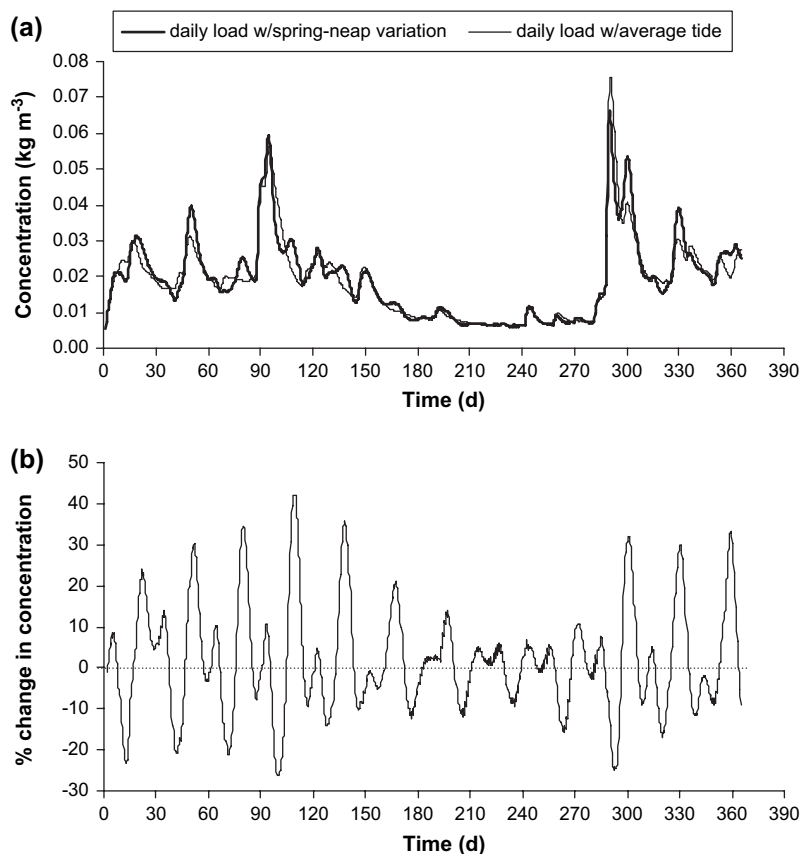 (a)
daily load w/spring-neap variation
daily load w/average tide
Concentration (kg m⁻³)
0.08
0.07
0.06
0.05
0.04
0.03
0.02
0.01
0.00
0 30 60 90 120 150 180 210 240 270 300 330 360 390
Time (d)
(b)
% change in concentration
50
40
30
20
10
0
-10
-20
-30
0 30 60 90 120 150 180 210 240 270 300 330 360 390
Time (d)